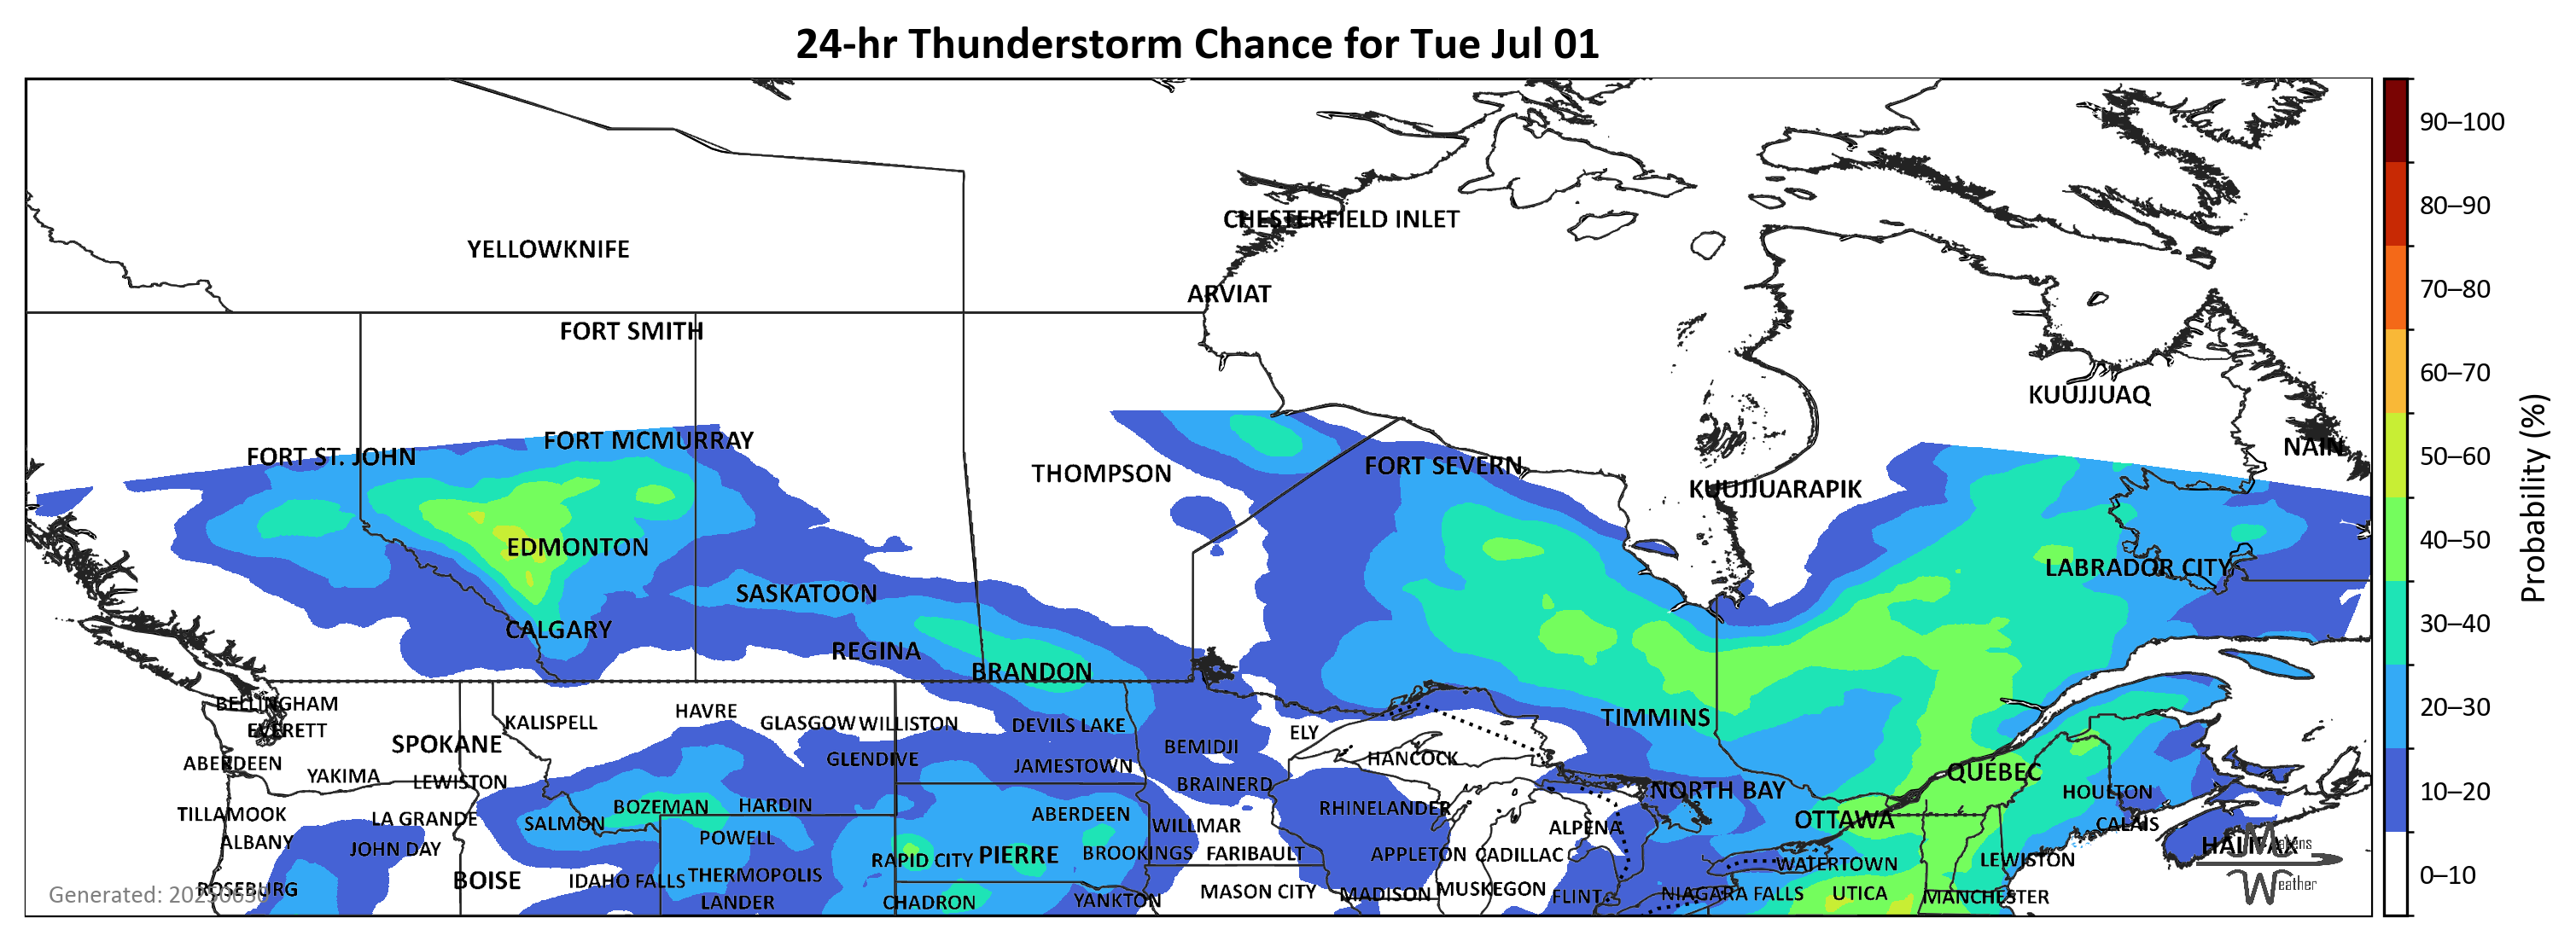 24-hr Thunderstorm Chance for Tue Jul 01
90–100
80–90
CHESTERFIELD INLET
YELLOWKNIFE
70–80
ARVIAT
FORT SMITH
60–70
KUUJJUAQ
FORT MCMURRAY
NAIN
FORT ST. JOHN
50–60
FORT SEVERN
THOMPSON
KUUJJUARAPIK
40–50
EDMONTON
LABRADOR CITY
Probability (%)
SASKATOON
30–40
CALGARY
REGINA
BRANDON
BELLINGHAM
20–30
HAVRE
TIMMINS
KALISPELL
GLASGOW WILLISTON
DEVILS LAKE
EVERETT
ELY
SPOKANE
BEMIDJI
GLENDIVE
HANCOCK
ABERDEEN
JAMESTOWN
QUÉBEC
YAKIMA
LEWISTON
BRAINERD
NORTH BAY
10–20
HOULTON
BOZEMAN
HARDIN
RHINELANDER
TILLAMOOK
ABERDEEN
LA GRANDE
OTTAWA
SALMON
WILLMAR
CALAIS
ALPENA
POWELL
ALBANY
HALIFAX
Makens
Weather
JOHN DAY
BROOKINGS
FARIBAULT
PIERRE
APPLETON
CADILLAC
RAPID CITY
LEWISTON
WATERTOWN
THERMOPOLIS
0–10
BOISE
IDAHO FALLS
ROSEBURG
MUSKEGON
MASON CITY
UTICA
NIAGARA FALLS
MADISON
Generated: 20250630
FLINT
MANCHESTER
YANKTON
LANDER
CHADRON